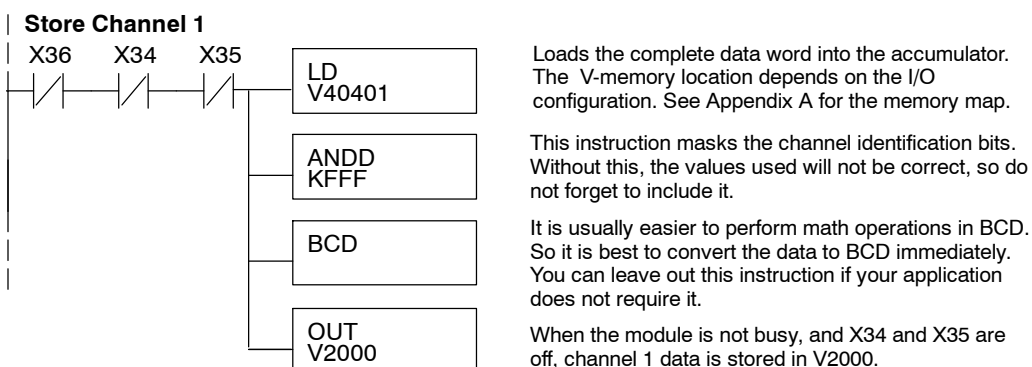 Store Channel 1
X36 X34 X35
LD
V40401
Loads the complete data word into the accumulator.
The V-memory location depends on the I/O
configuration. See Appendix A for the memory map.
ANDD
KFFF
This instruction masks the channel identification bits.
Without this, the values used will not be correct, so do
not forget to include it.
BCD
It is usually easier to perform math operations in BCD.
So it is best to convert the data to BCD immediately.
You can leave out this instruction if your application
does not require it.
OUT
V2000
When the module is not busy, and X34 and X35 are
off, channel 1 data is stored in V2000.